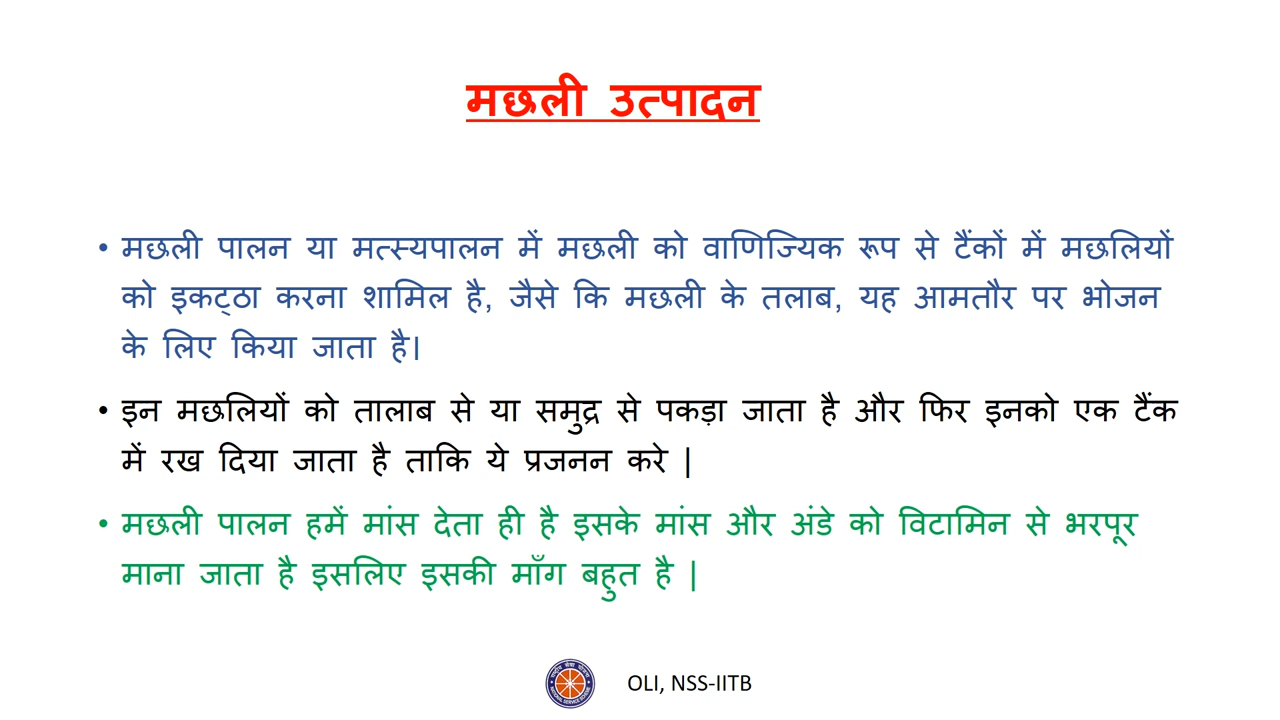 मछली उत्पादन
• मछली पालन या मत्स्यपालन में मछली को वाणिज्यिक रूप से टैंकों में मछलियों
को इकट्ठा करना शामिल है, जैसे कि मछली के तलाब, यह आमतौर पर भोजन
के लिए किया जाता है।
• इन मछलियों को तालाब से या समुद्र से पकड़ा जाता है और फिर इनको एक टैंक
में रख दिया जाता है ताकि ये प्रजनन करे |
• मछली पालन हमें मांस देता ही है इसके मांस और अंडे को विटामिन से भरपूर
माना जाता है इसलिए इसकी माँग बहुत है |
OLI, NSS-IITB